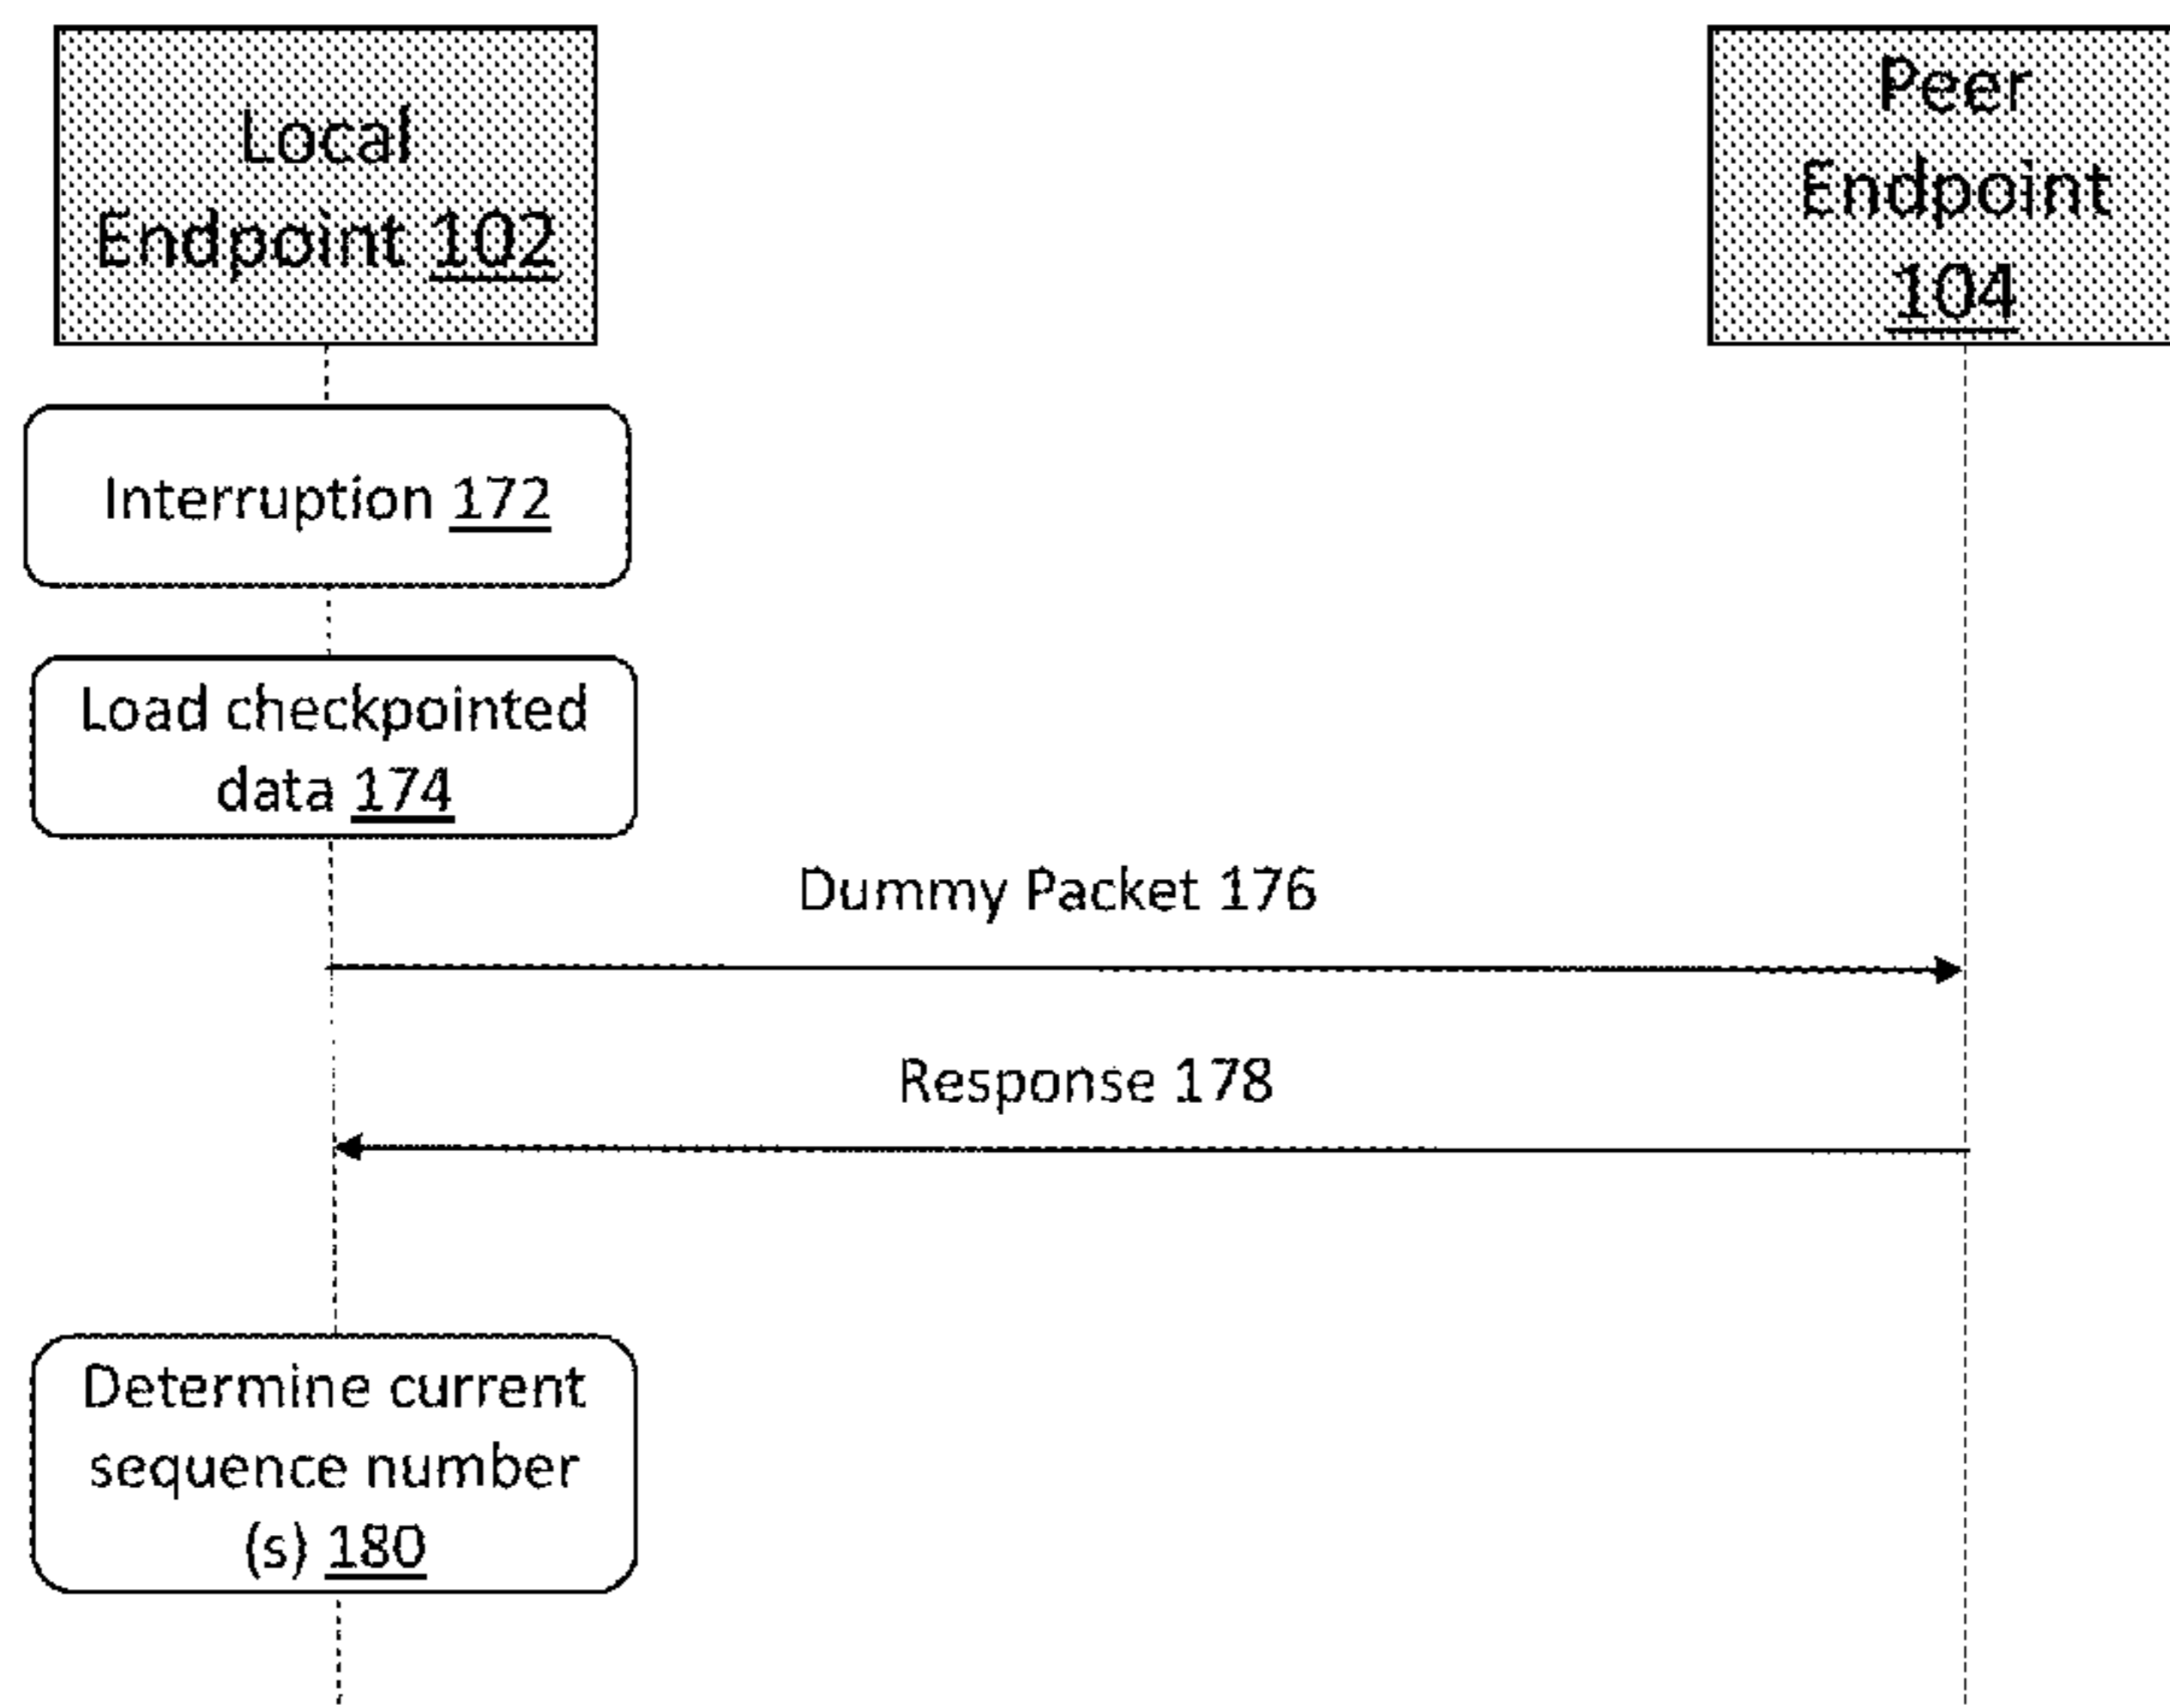 Local
Endpoint 102
Peer
Endpoint
104
Interruption 172
Load checkpointed
data 174
Dummy Packet 176
Response 178
Determine current
sequence number
(s) 180